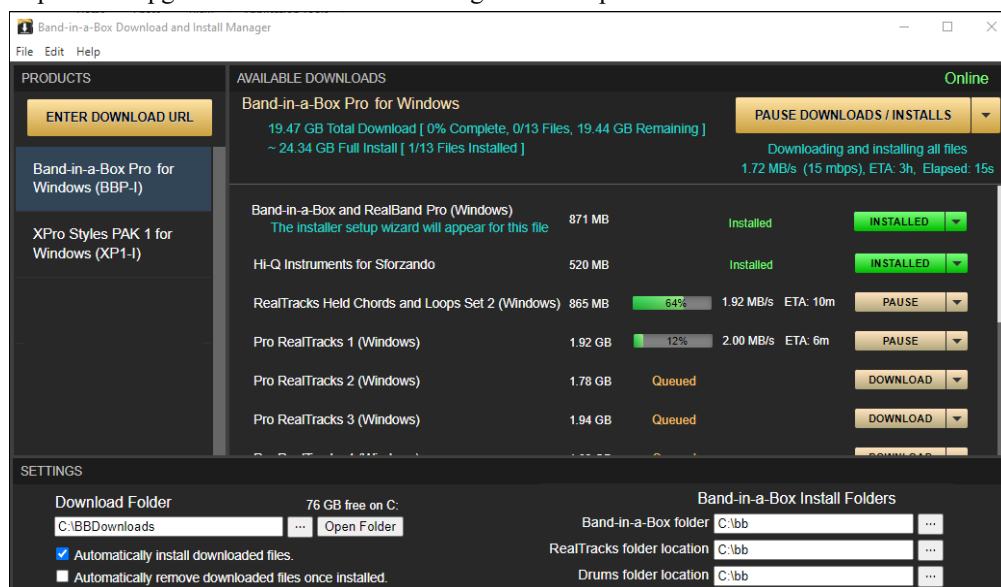 Band-in-a-Box Download and Install Manager
File Edit Help
PRODUCTS
AVAILABLE DOWNLOADS
Online
ENTER DOWNLOAD URL
Band-in-a-Box Pro for Windows
PAUSE DOWNLOADS / INSTALLS
19.47 GB Total Download [ 0% Complete, 0/13 Files, 19.44 GB Remaining ]
~ 24.34 GB Full Install [ 1/13 Files Installed ]
Downloading and installing all files
1.72 MB/s (15 mbps), ETA: 3h, Elapsed: 15s
Band-in-a-Box Pro for
Windows (BBP-I)
XPro Styles PAK 1 for
Windows (XP1-I)
Band-in-a-Box and RealBand Pro (Windows) 871 MB Installed INSTALLED
The installer setup wizard will appear for this file
Hi-Q Instruments for Sforzando 520 MB Installed INSTALLED
RealTracks Held Chords and Loops Set 2 (Windows) 865 MB 64% 1.92 MB/s ETA: 10m PAUSE
Pro RealTracks 1 (Windows) 1.92 GB 12% 2.00 MB/s ETA: 6m PAUSE
Pro RealTracks 2 (Windows) 1.78 GB Queued DOWNLOAD
Pro RealTracks 3 (Windows) 1.94 GB Queued DOWNLOAD
SETTINGS
Download Folder 76 GB free on C:
C:\BBDownloads ... Open Folder
Automatically install downloaded files.
Automatically remove downloaded files once installed.
Band-in-a-Box Install Folders
Band-in-a-Box folder C:\bb ...
RealTracks folder location C:\bb ...
Drums folder location C:\bb ...